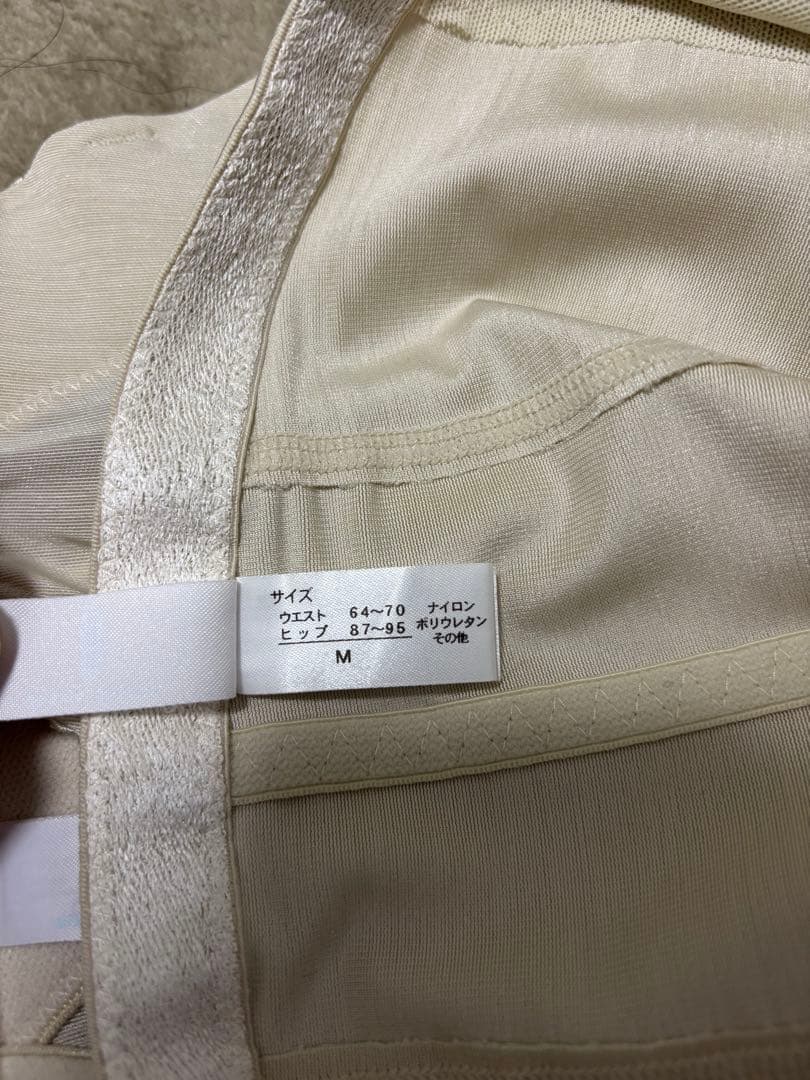 サイズ
ウエスト 64〜70
ヒップ 87〜95
M
ナイロン
ポリウレタン
その他